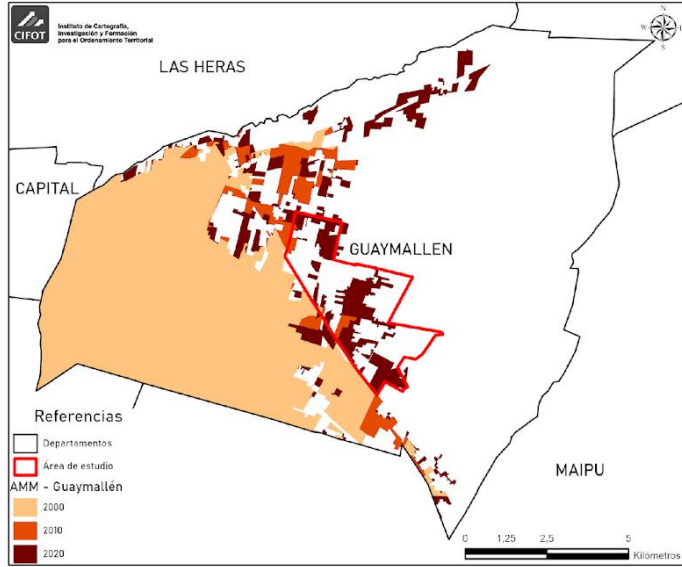 CIFOT
Instituto de Cartografía,
Investigación y Formación
para el Ordenamiento Territorial
N
W
E
S
LAS HERAS
CAPITAL
GUAYMALLEN
MAIPU
Referencias
Departamentos
Área de estudio
AMM - Guaymallén
2000
2010
2020
0 1,25 2,5 5
Kilómetros